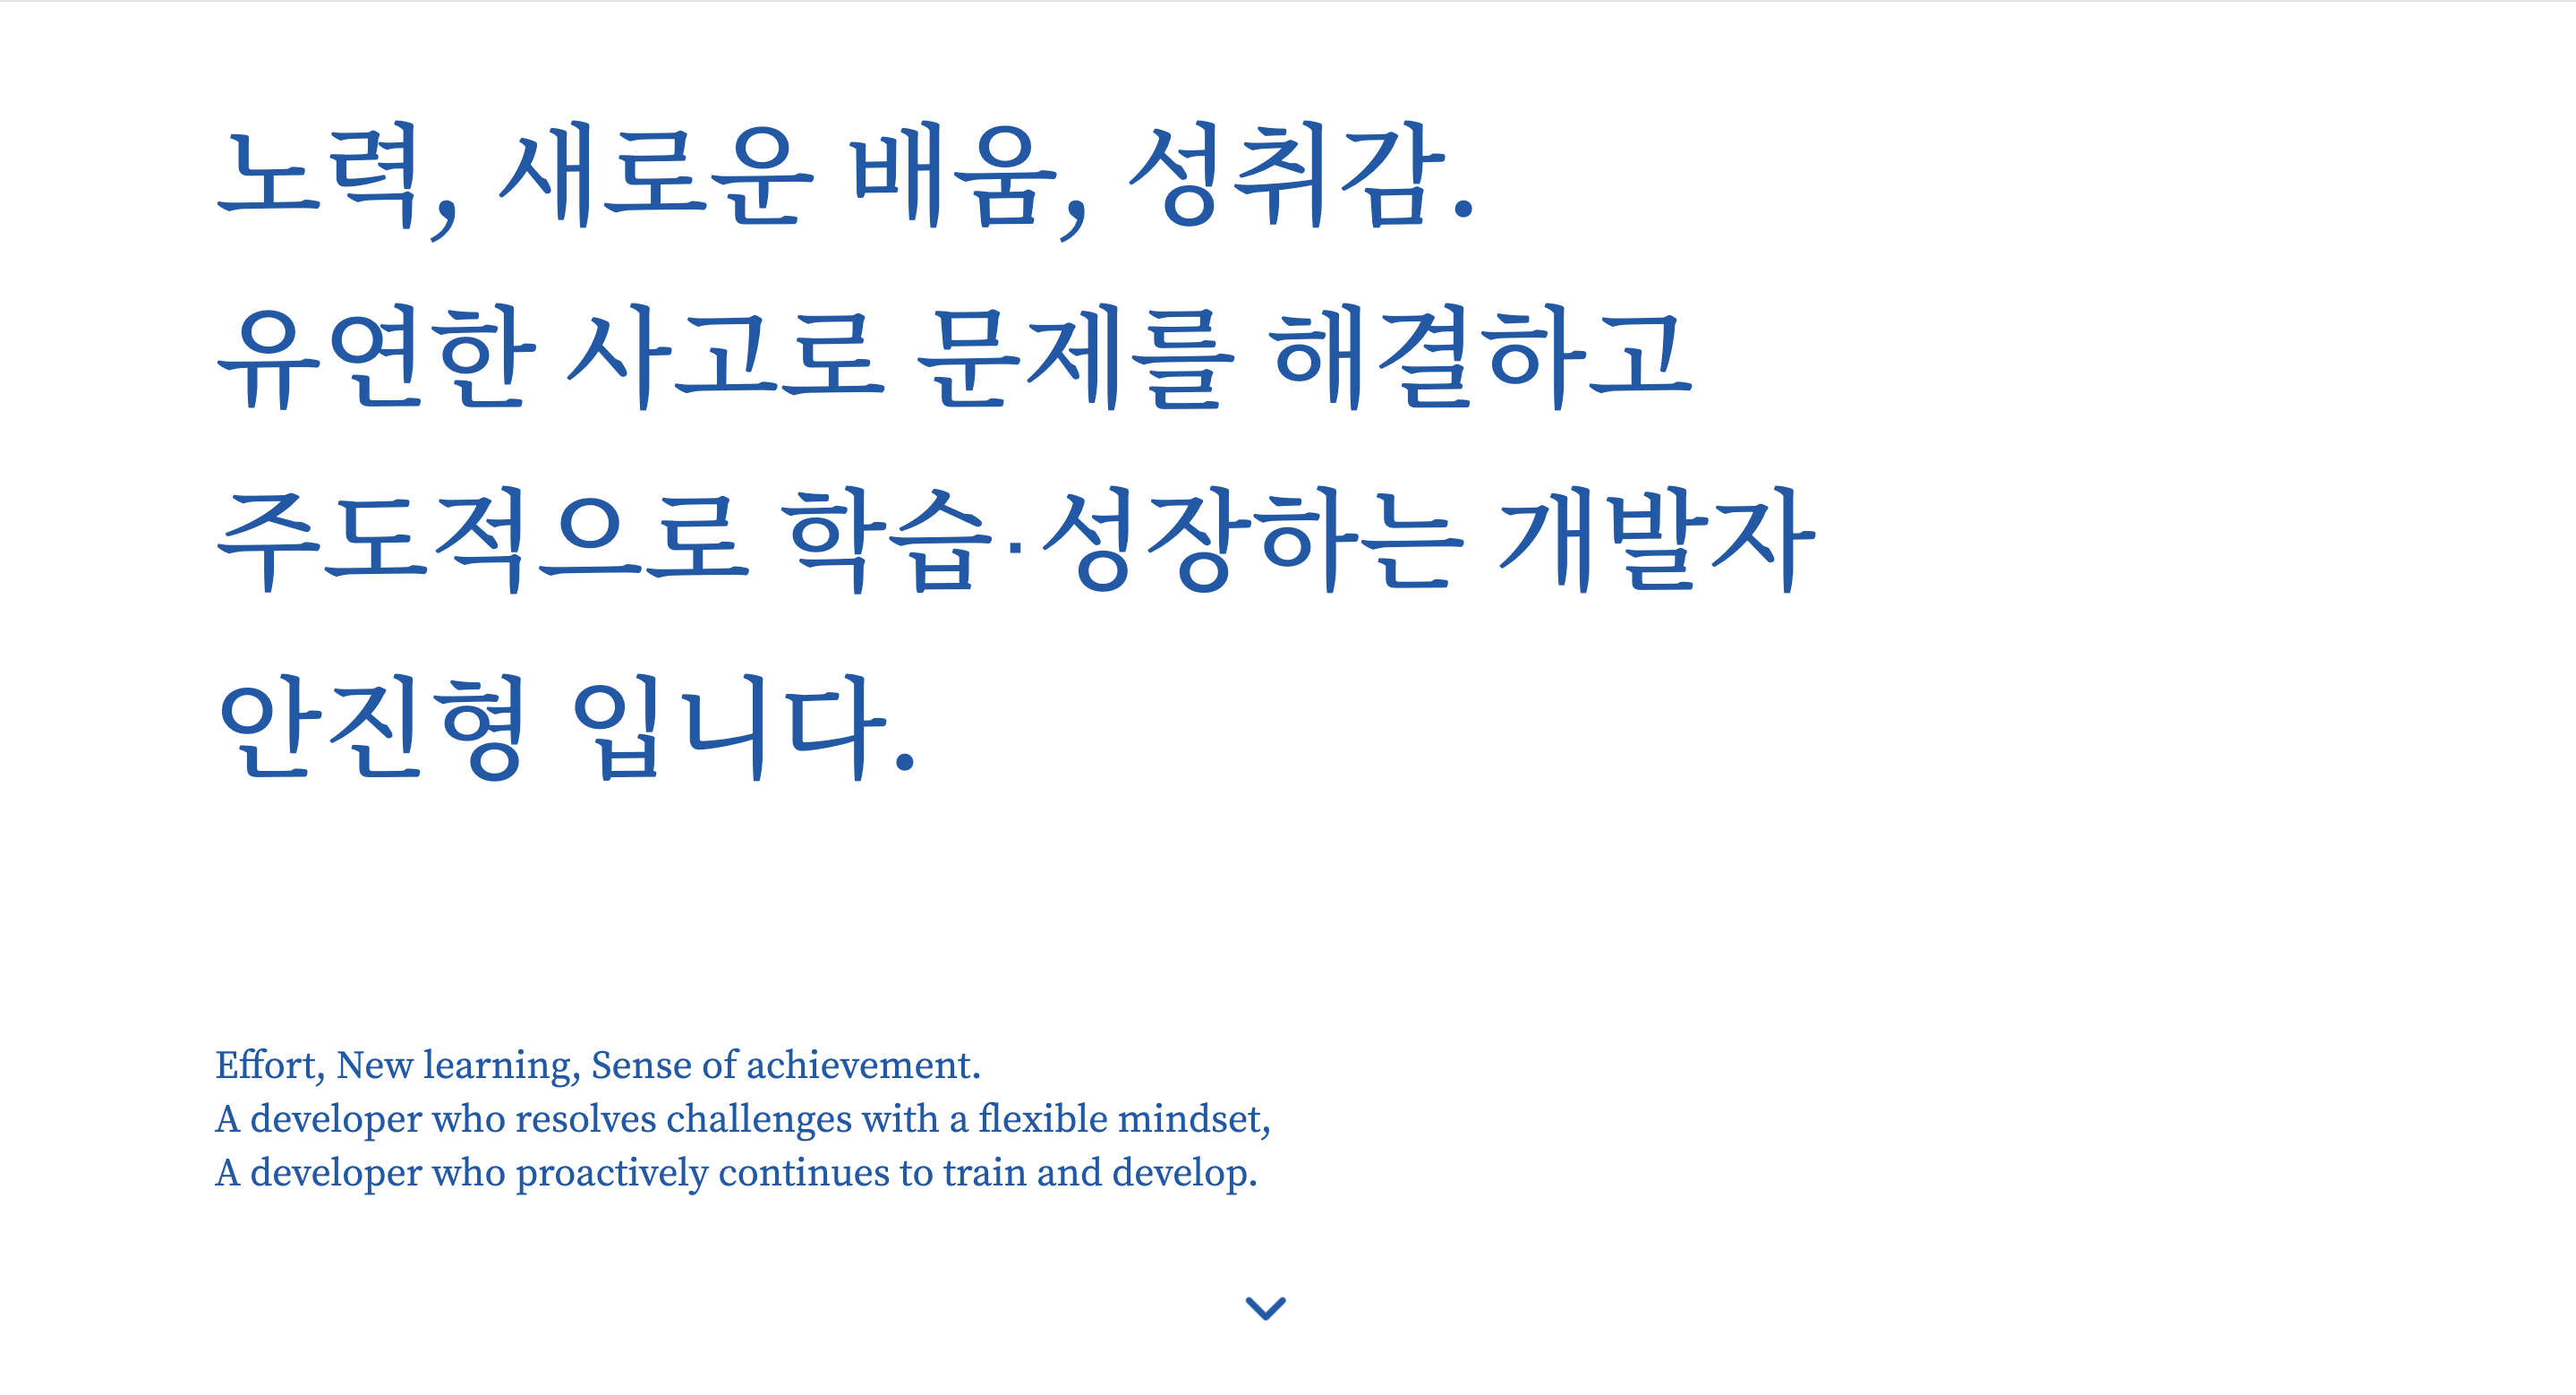 노력, 새로운 배움, 성취감.
유연한 사고로 문제를 해결하고
주도적으로 학습·성장하는 개발자
안진형 입니다.
Effort, New learning, Sense of achievement.
A developer who resolves challenges with a flexible mindset,
A developer who proactively continues to train and develop.